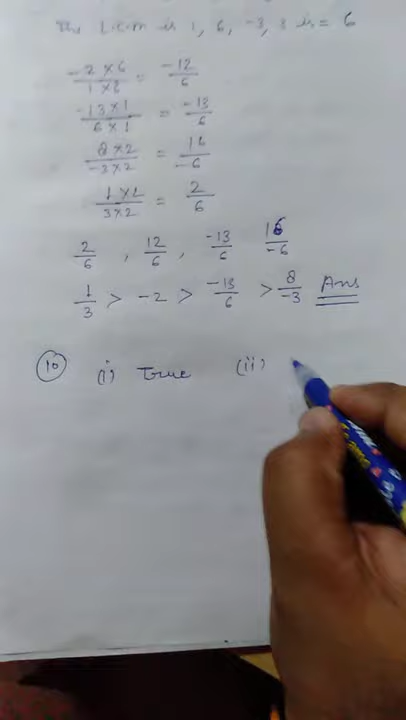 The L.C.M is 1, 6, -3, 3 is = 6
-2 × 6 / 1 × 6 = -12/6
-13 × 1 / 6 × 1 = -13/6
8 × 2 / -3 × 2 = 16/-6
1 × 2 / 3 × 2 = 2/6
2/6 , 12/6 , -13/6 16/-6
1/3 > -2 > -13/6 > 8/-3 Ans
10 (i) True (ii)